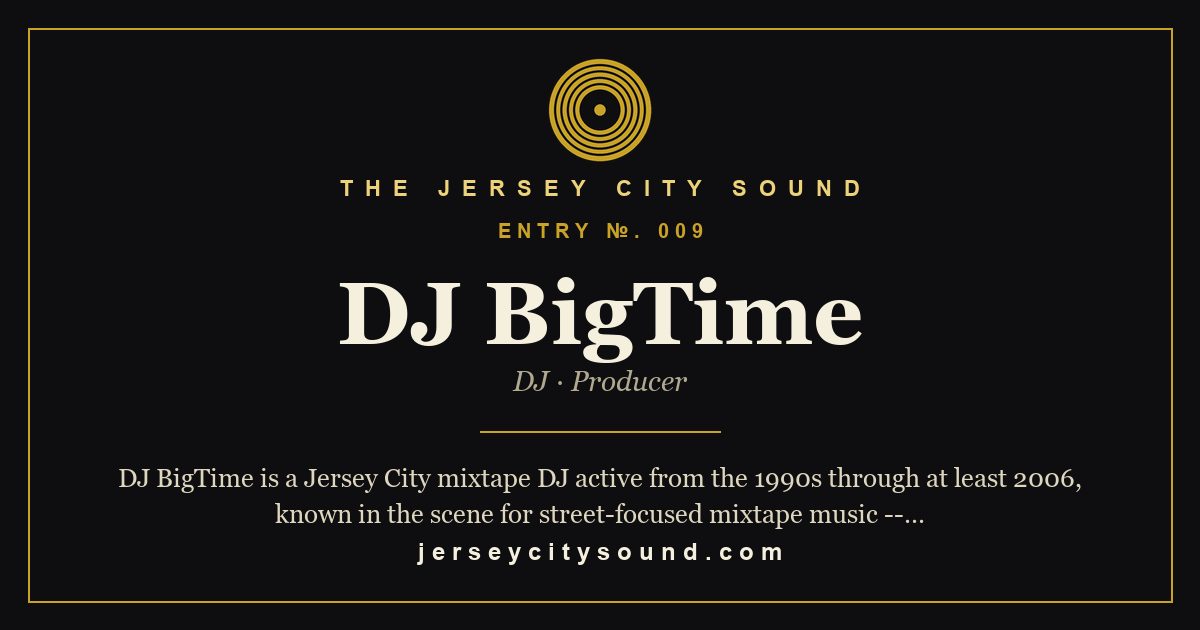 THE JERSEY CITY SOUND
ENTRY №. 009
DJ BigTime
DJ · Producer
DJ BigTime is a Jersey City mixtape DJ active from the 1990s through at least 2006,
known in the scene for street-focused mixtape music --...
jerseycitysound.com